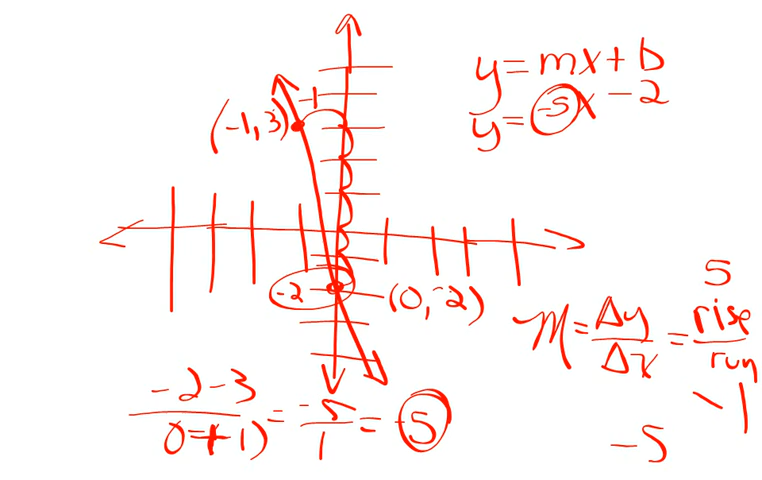 y = mx + b
y = -5x - 2
-1
(-1, 3)
-2
(0, -2)
m = Δy/Δx = rise/run
5
-1
-5
-2-3/0-(-1) = -5/1 = -5